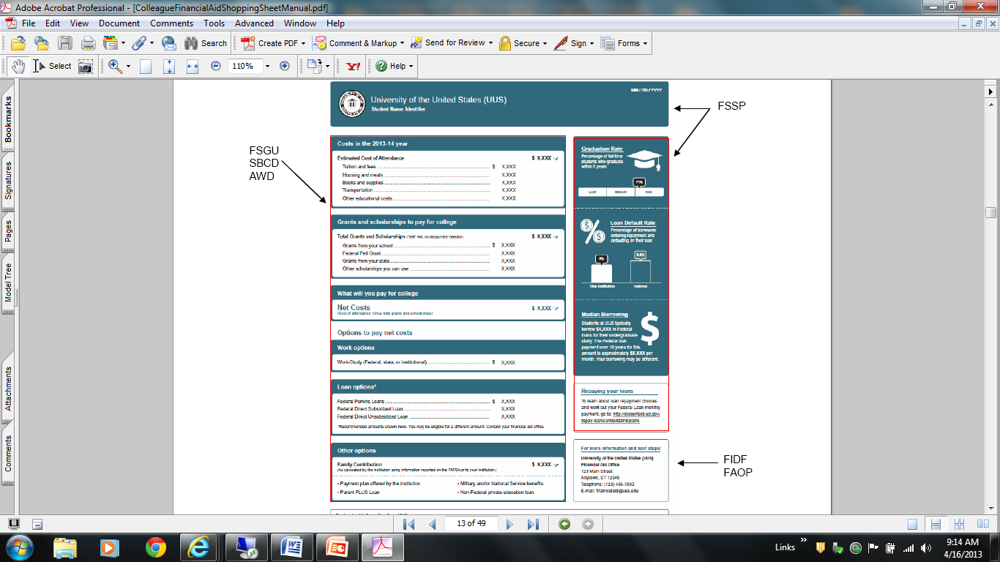 Adobe Acrobat Professional - [ColleagueFinancialAidShoppingSheetManual.pdf]
File Edit View Document Comments Tools Advanced Window Help
Search Create PDF Comment & Markup Send for Review Secure Sign Forms
Select 110% Y! Help
Bookmarks
Signatures
Pages
Model Tree
Attachments
Comments
MM / DD / YYYY
University of the United States (UUS)
Student Name, Identifier
FSSP
FSGU
SBCD
AWD
Costs in the 2013-14 year
Estimated Cost of Attendance $ X,XXX / yr
Tuition and fees $ X,XXX
Housing and meals X,XXX
Books and supplies X,XXX
Transportation X,XXX
Other educational costs X,XXX
Grants and scholarships to pay for college
Total Grants and Scholarships ("Gift" Aid; no repayment needed) $ X,XXX / yr
Grants from your school $ X,XXX
Federal Pell Grant X,XXX
Grants from your state X,XXX
Other scholarships you can use X,XXX
What will you pay for college
Net Costs $ X,XXX / yr
(Cost of attendance minus total grants and scholarships)
Options to pay net costs
Work options
Work-Study (Federal, state, or institutional) $ X,XXX
Loan options*
Federal Perkins Loans $ X,XXX
Federal Direct Subsidized Loan X,XXX
Federal Direct Unsubsidized Loan X,XXX
*Recommended amounts shown here. You may be eligible for a different amount. Contact your financial aid office.
Other options
Family Contribution $ X,XXX / yr
(As calculated by the institution using information reported on the FAFSA or to your institution.)
• Payment plan offered by the institution
• Parent PLUS Loan
• Military and/or National Service benefits
• Non-Federal private education loan
Graduation Rate
Percentage of full-time
students who graduate
within 6 years
71%
LOW MEDIUM HIGH
Loan Default Rate
Percentage of borrowers
entering repayment and
defaulting on their loan
This institution National
Median Borrowing
Students at UUS typically
borrow $X,XXX in Federal
loans for their undergraduate
study. The Federal loan
payment over 10 years for this
amount is approximately $X,XXX per
month. Your borrowing may be different.
Repaying your loans
To learn about loan repayment choices
and work out your Federal Loan monthly
payment, go to: http://studentaid.ed.gov/
repay-loans/understand/plans
For more information and next steps:
University of the United States (UUS)
Financial Aid Office
123 Main Street
Anytown, ST 12345
Telephone: (123) 456-7890
E-mail: financialaid@uus.edu
FIDF
FAOP
13 of 49
Links »
9:14 AM
4/16/2013